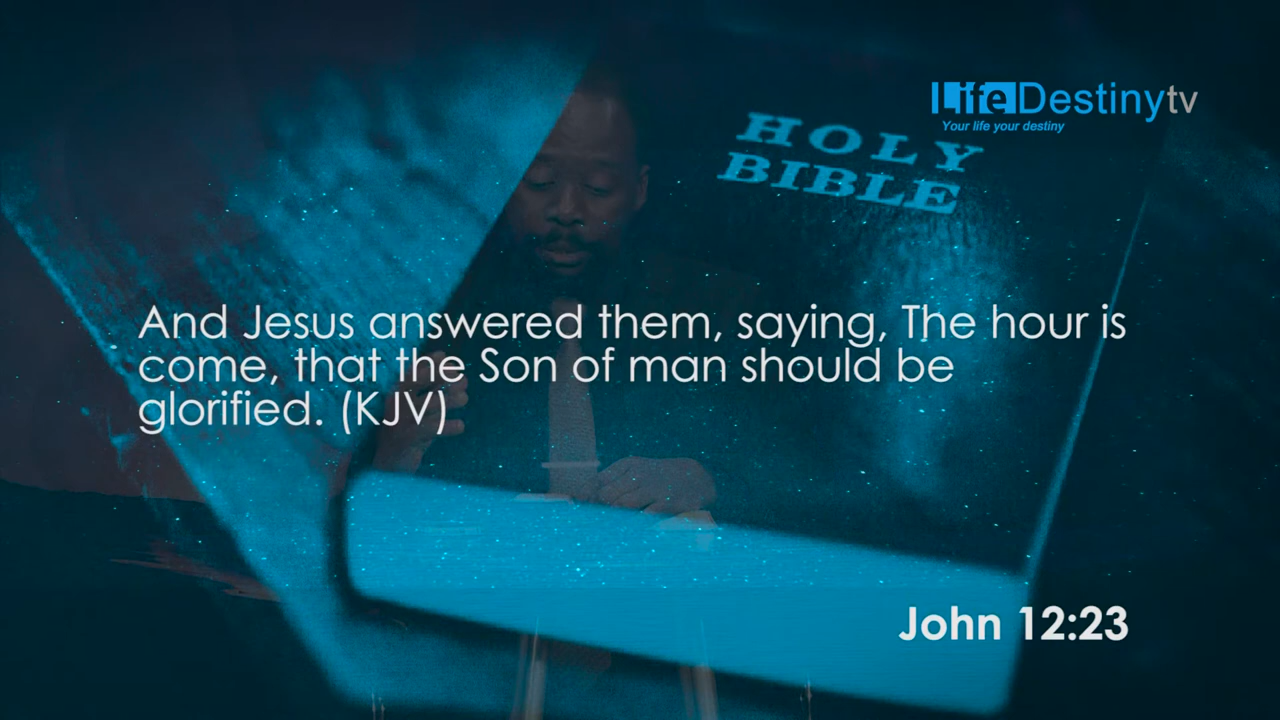 LifeDestinytv
Your life your destiny
HOLY
BIBLE
And Jesus answered them, saying, The hour is
come, that the Son of man should be
glorified. (KJV)
John 12:23